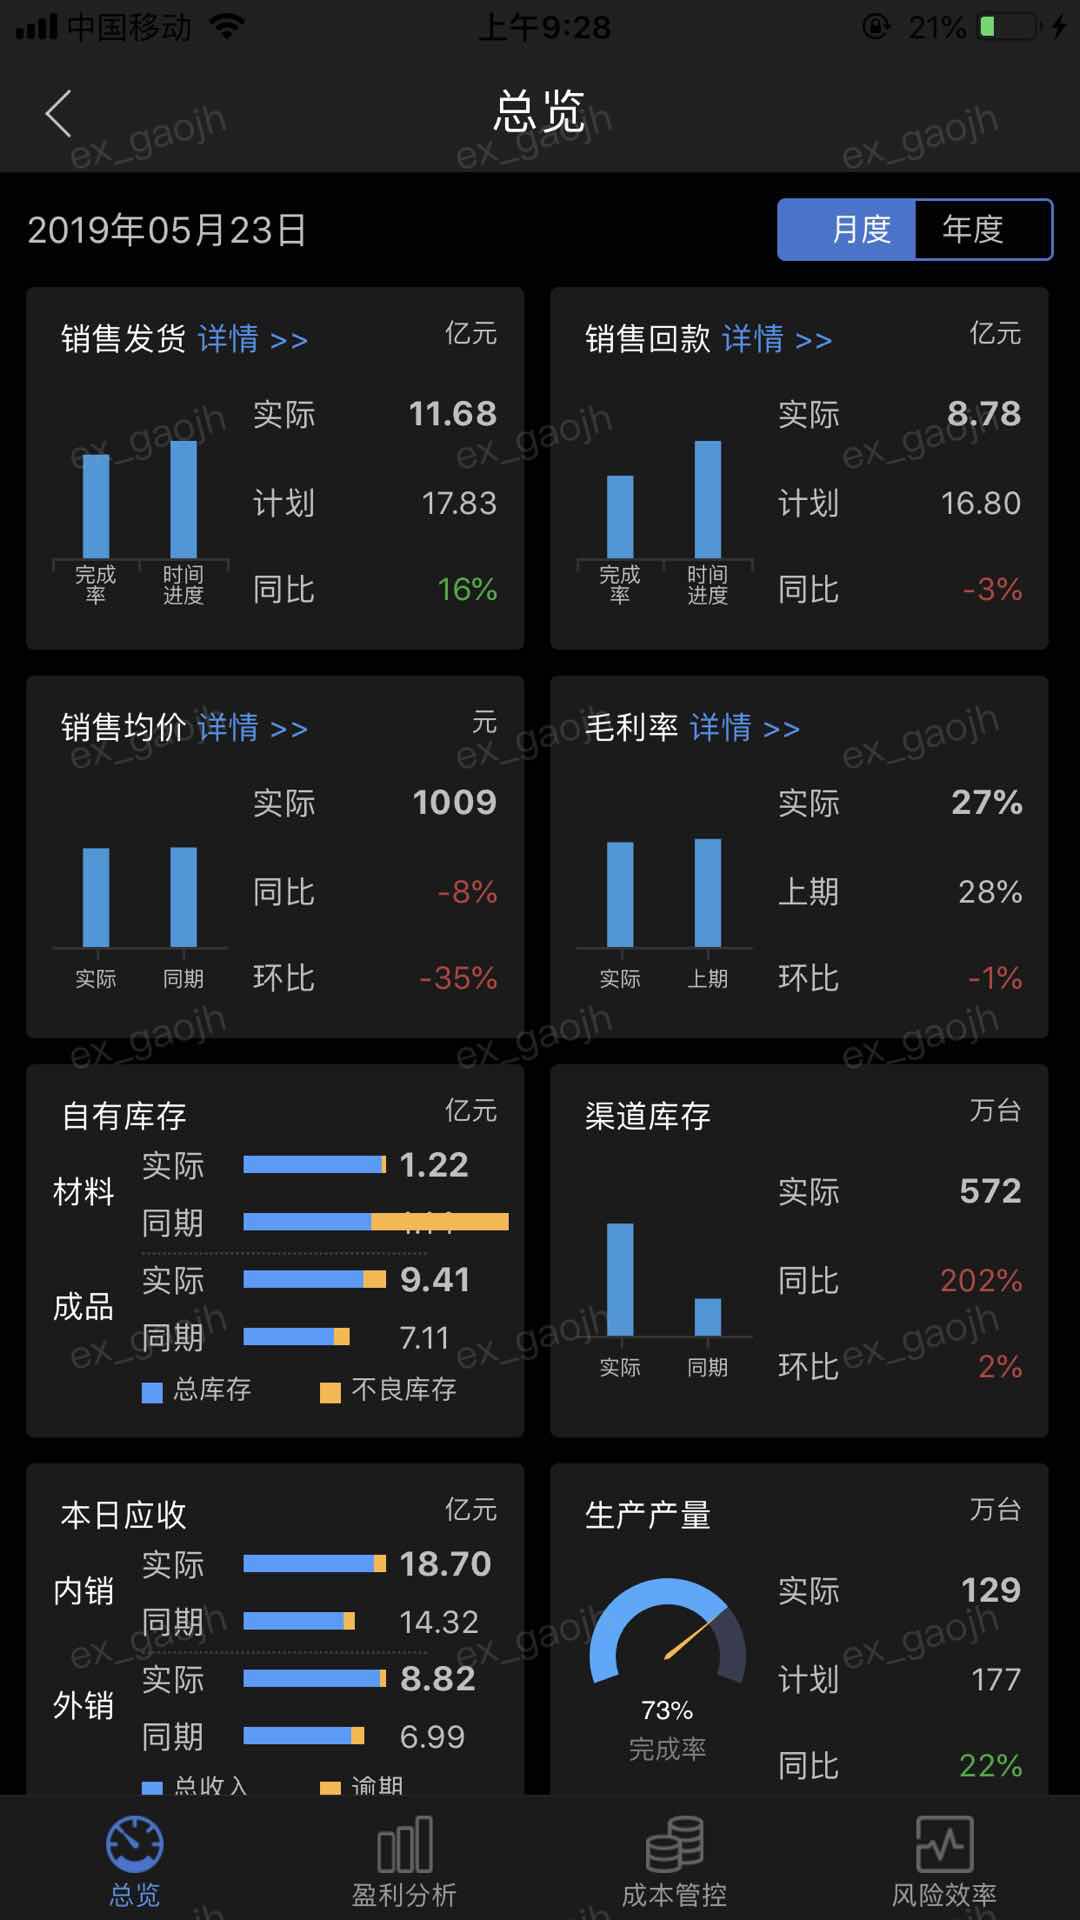 中国移动
上午9:28
21%
总览
2019年05月23日
月度
年度
销售发货 详情 >>
亿元
实际 11.68
计划 17.83
同比 16%
完成率
时间进度
销售回款 详情 >>
亿元
实际 8.78
计划 16.80
同比 -3%
完成率
时间进度
销售均价 详情 >>
元
实际 1009
同比 -8%
环比 -35%
实际
同期
毛利率 详情 >>
实际 27%
上期 28%
环比 -1%
实际
上期
自有库存
亿元
材料
实际 1.22
同期
成品
实际 9.41
同期 7.11
总库存
不良库存
渠道库存
万台
实际 572
同比 202%
环比 2%
实际
同期
本日应收
亿元
内销
实际 18.70
同期 14.32
外销
实际 8.82
同期 6.99
总收入
逾期
生产产量
万台
实际 129
计划 177
同比 22%
73%
完成率
总览
盈利分析
成本管控
风险效率
ex_gaojh